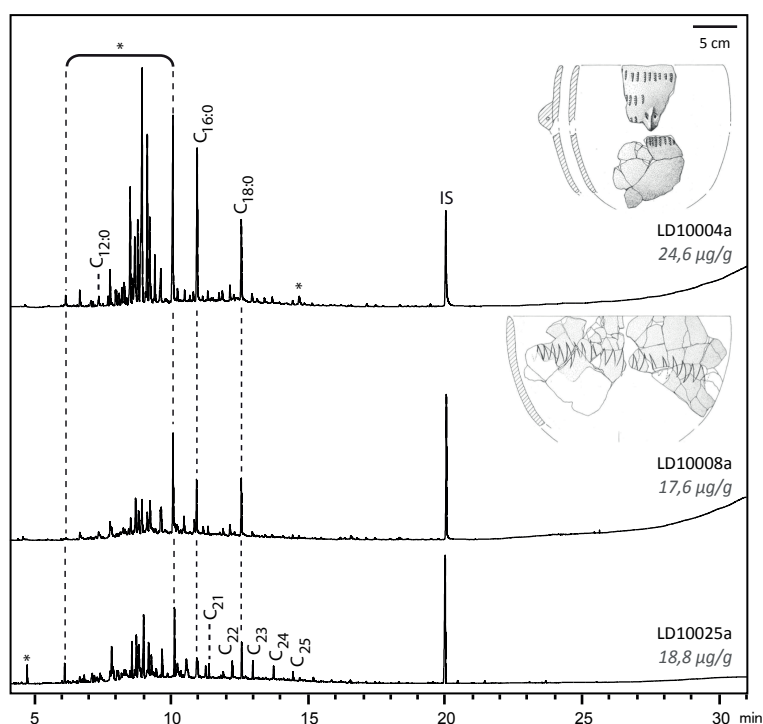 5 cm
*
C12:0
C16:0
C18:0
*
IS
LD10004a
24,6 µg/g
LD10008a
17,6 µg/g
*
C21
C22
C23
C24
C25
LD10025a
18,8 µg/g
5 10 15 20 25 30 min